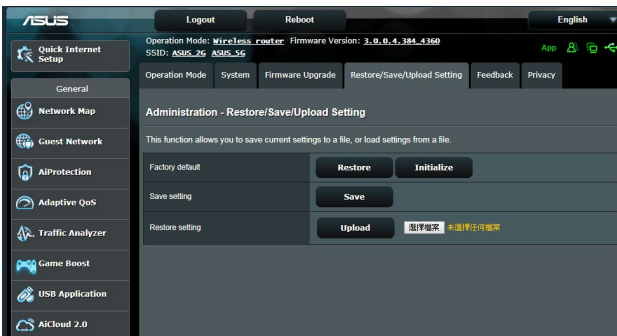 ASUS Logout Reboot English
Quick Internet Setup
Operation Mode: Wireless router Firmware Version: 3.0.0.4.384_4360
SSID: ASUS_2G ASUS_5G
App
General
Operation Mode System Firmware Upgrade Restore/Save/Upload Setting Feedback Privacy
Network Map
Guest Network
AiProtection
Adaptive QoS
Traffic Analyzer
Game Boost
USB Application
AiCloud 2.0
Administration - Restore/Save/Upload Setting
This function allows you to save current settings to a file, or load settings from a file.
Factory default Restore Initialize
Save setting Save
Restore setting Upload 選擇檔案 未選擇任何檔案